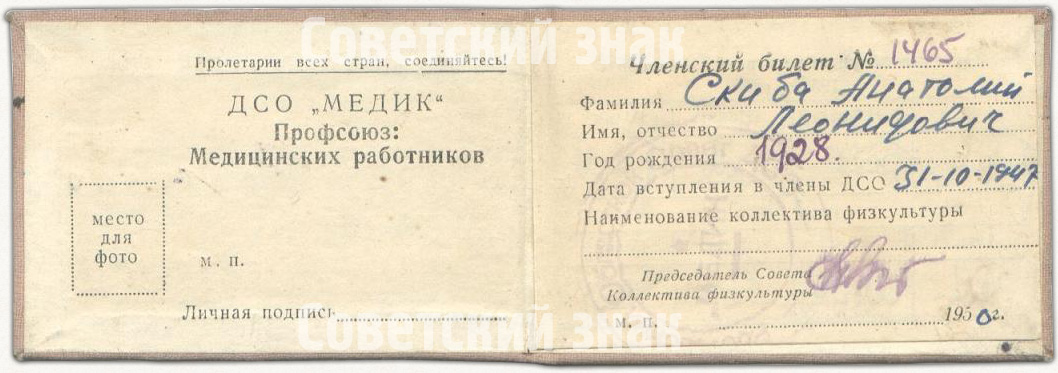 Советский знак
Пролетарии всех стран, соединяйтесь!
ДСО „МЕДИК“
Профсоюз:
Медицинских работников
место
для
фото
м. п.
Личная подпись
Членский билет № 1465
Фамилия Скиба Анатолий
Имя, отчество Леонидович
Год рождения 1928.
Дата вступления в члены ДСО 31-10-1947
Наименование коллектива физкультуры
Председатель Совета
Коллектива физкультуры
м. п. 1950 г.
Советский знак